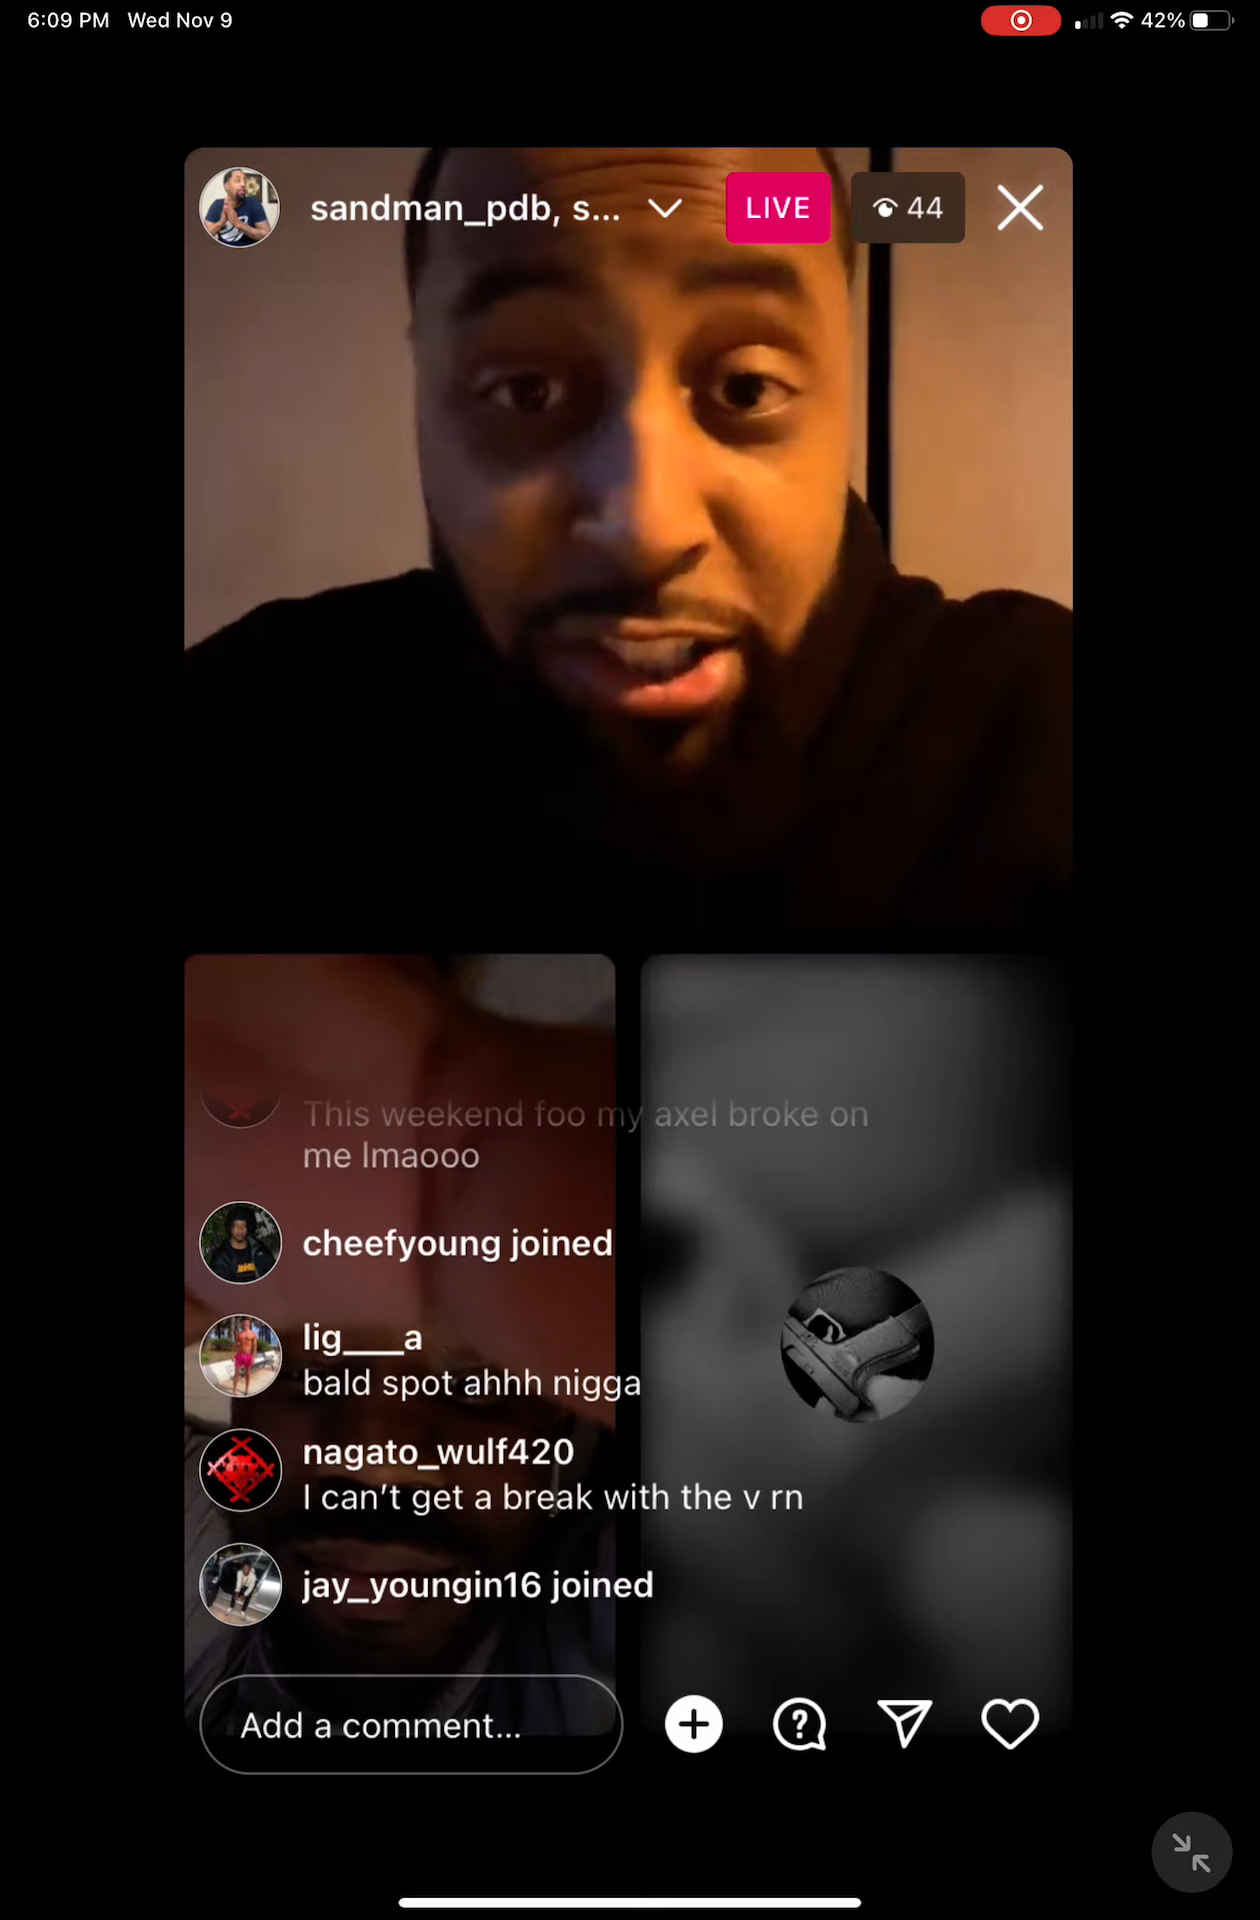 6:09 PM Wed Nov 9
42%
sandman_pdb, s...
LIVE
44
This weekend foo my axel broke on
me lmaooo
cheefyoung joined
lig___a
bald spot ahhh nigga
nagato_wulf420
I can't get a break with the v rn
jay_youngin16 joined
Add a comment...